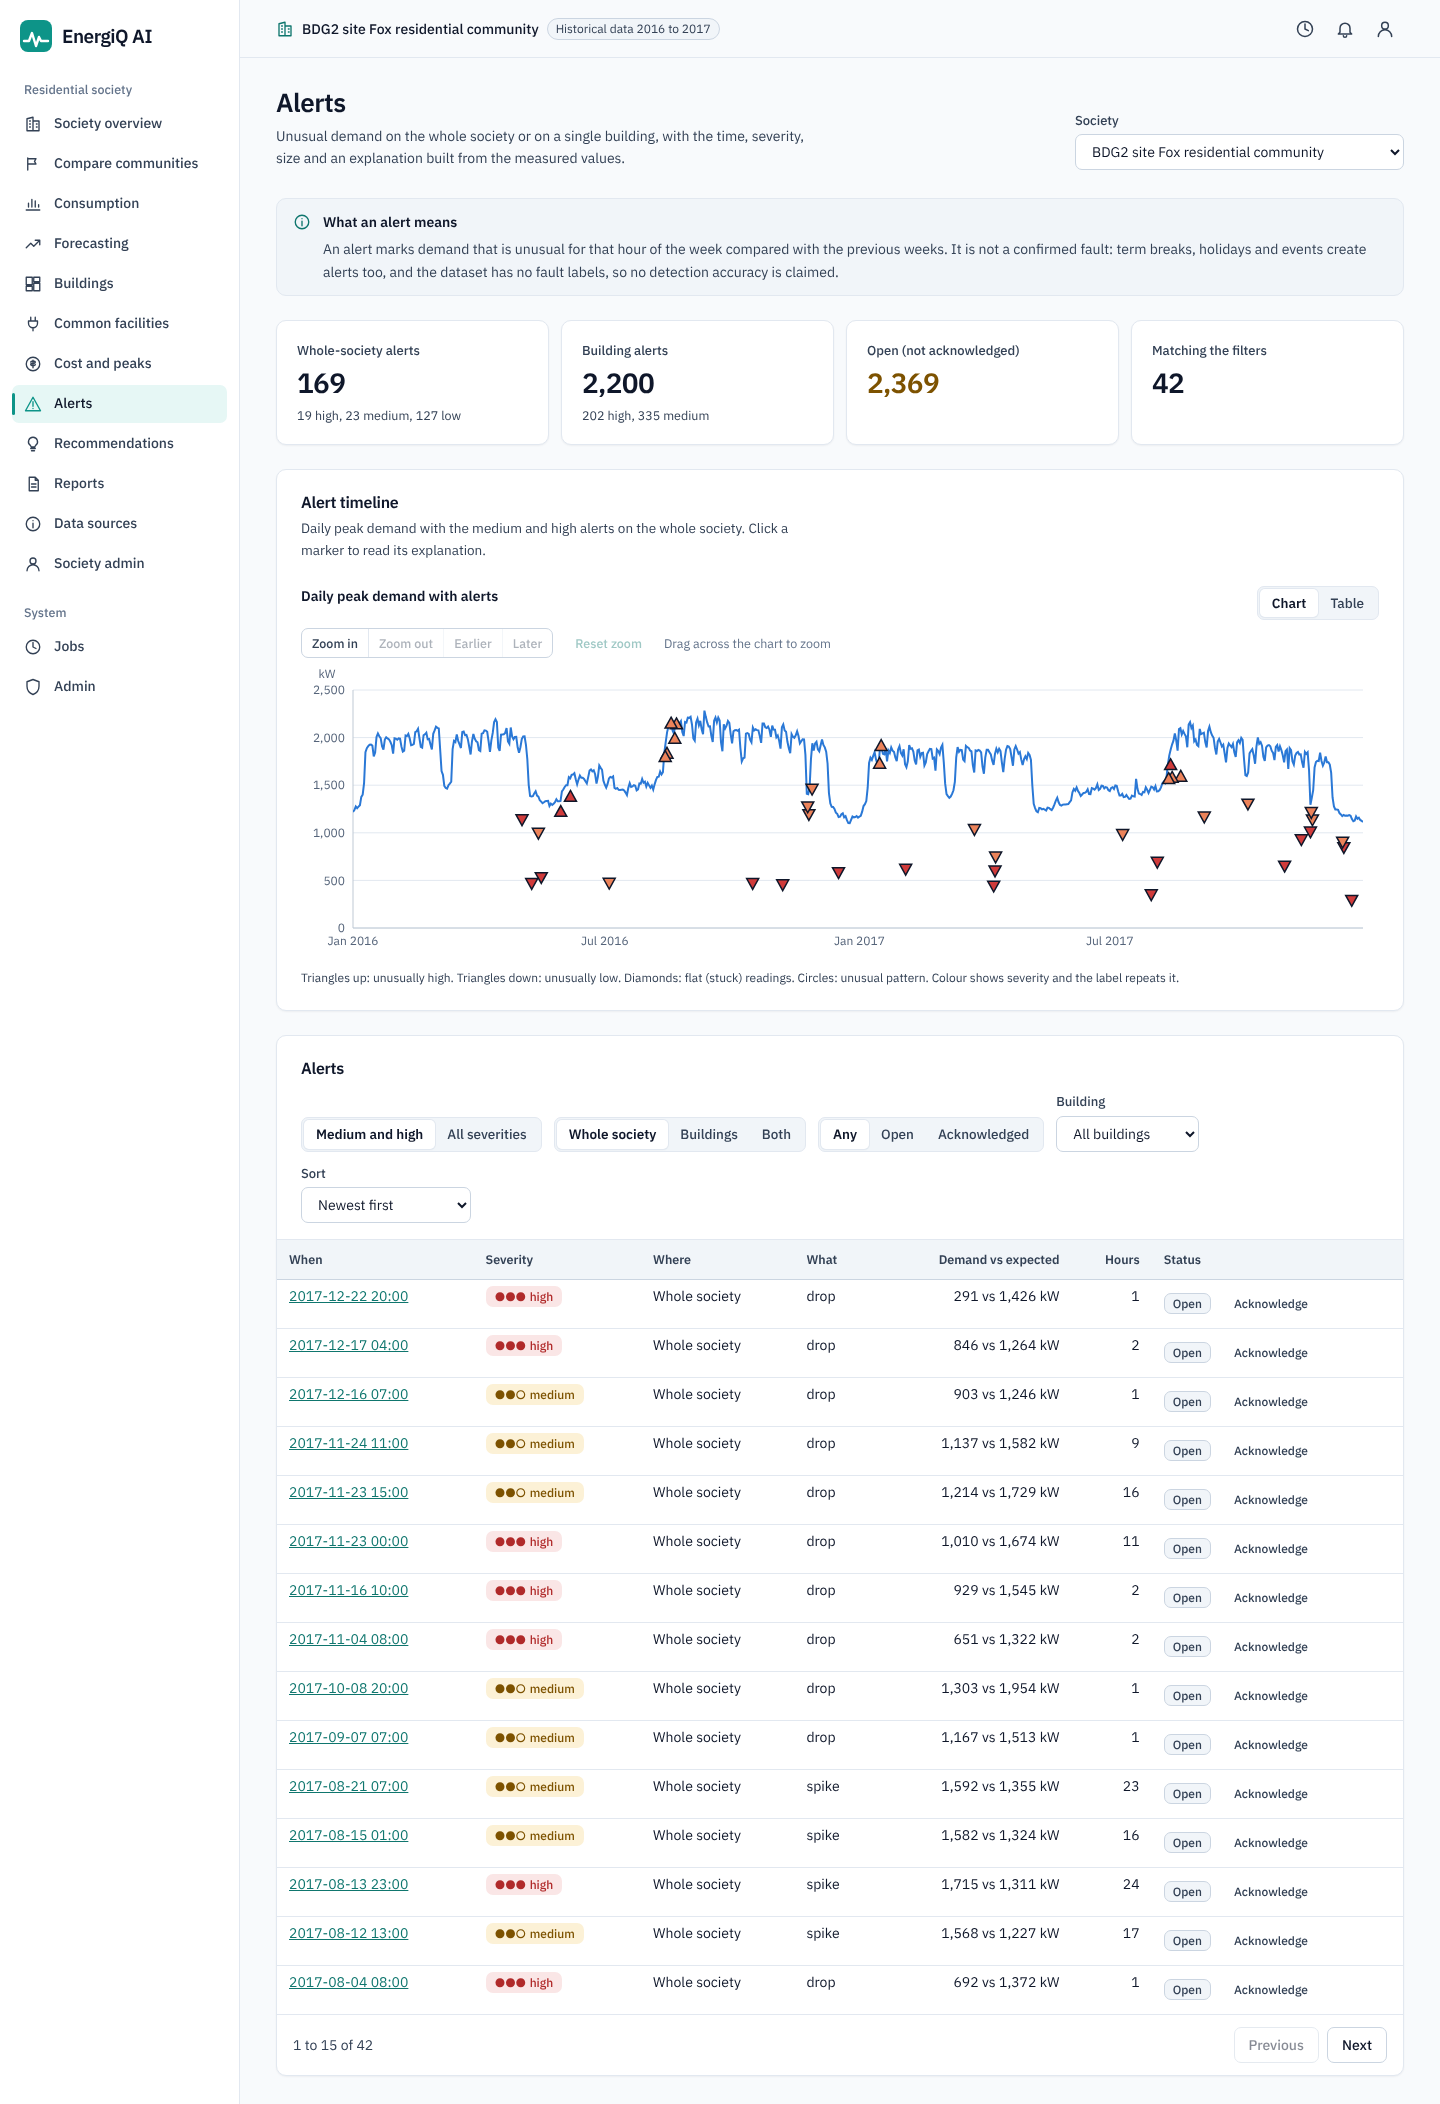 EnergiQ AI
BDG2 site Fox residential community
Historical data 2016 to 2017
Residential society
Society overview
Compare communities
Consumption
Forecasting
Buildings
Common facilities
Cost and peaks
Alerts
Recommendations
Reports
Data sources
Society admin
System
Jobs
Admin
Alerts
Unusual demand on the whole society or on a single building, with the time, severity,
size and an explanation built from the measured values.
Society
BDG2 site Fox residential community
What an alert means
An alert marks demand that is unusual for that hour of the week compared with the previous weeks. It is not a confirmed fault: term breaks, holidays and events create
alerts too, and the dataset has no fault labels, so no detection accuracy is claimed.
Whole-society alerts
169
19 high, 23 medium, 127 low
Building alerts
2,200
202 high, 335 medium
Open (not acknowledged)
2,369
Matching the filters
42
Alert timeline
Daily peak demand with the medium and high alerts on the whole society. Click a
marker to read its explanation.
Daily peak demand with alerts
Chart Table
Zoom in Zoom out Earlier Later Reset zoom Drag across the chart to zoom
kW
2,500
2,000
1,500
1,000
500
0
Jan 2016 Jul 2016 Jan 2017 Jul 2017
Triangles up: unusually high. Triangles down: unusually low. Diamonds: flat (stuck) readings. Circles: unusual pattern. Colour shows severity and the label repeats it.
Alerts
Medium and high All severities Whole society Buildings Both Any Open Acknowledged
Building
All buildings
Sort
Newest first
When Severity Where What Demand vs expected Hours Status
2017-12-22 20:00 high Whole society drop 291 vs 1,426 kW 1 Open Acknowledge
2017-12-17 04:00 high Whole society drop 846 vs 1,264 kW 2 Open Acknowledge
2017-12-16 07:00 medium Whole society drop 903 vs 1,246 kW 1 Open Acknowledge
2017-11-24 11:00 medium Whole society drop 1,137 vs 1,582 kW 9 Open Acknowledge
2017-11-23 15:00 medium Whole society drop 1,214 vs 1,729 kW 16 Open Acknowledge
2017-11-23 00:00 high Whole society drop 1,010 vs 1,674 kW 11 Open Acknowledge
2017-11-16 10:00 high Whole society drop 929 vs 1,545 kW 2 Open Acknowledge
2017-11-04 08:00 high Whole society drop 651 vs 1,322 kW 2 Open Acknowledge
2017-10-08 20:00 medium Whole society drop 1,303 vs 1,954 kW 1 Open Acknowledge
2017-09-07 07:00 medium Whole society drop 1,167 vs 1,513 kW 1 Open Acknowledge
2017-08-21 07:00 medium Whole society spike 1,592 vs 1,355 kW 23 Open Acknowledge
2017-08-15 01:00 medium Whole society spike 1,582 vs 1,324 kW 16 Open Acknowledge
2017-08-13 23:00 high Whole society spike 1,715 vs 1,311 kW 24 Open Acknowledge
2017-08-12 13:00 medium Whole society spike 1,568 vs 1,227 kW 17 Open Acknowledge
2017-08-04 08:00 high Whole society drop 692 vs 1,372 kW 1 Open Acknowledge
1 to 15 of 42
Previous Next